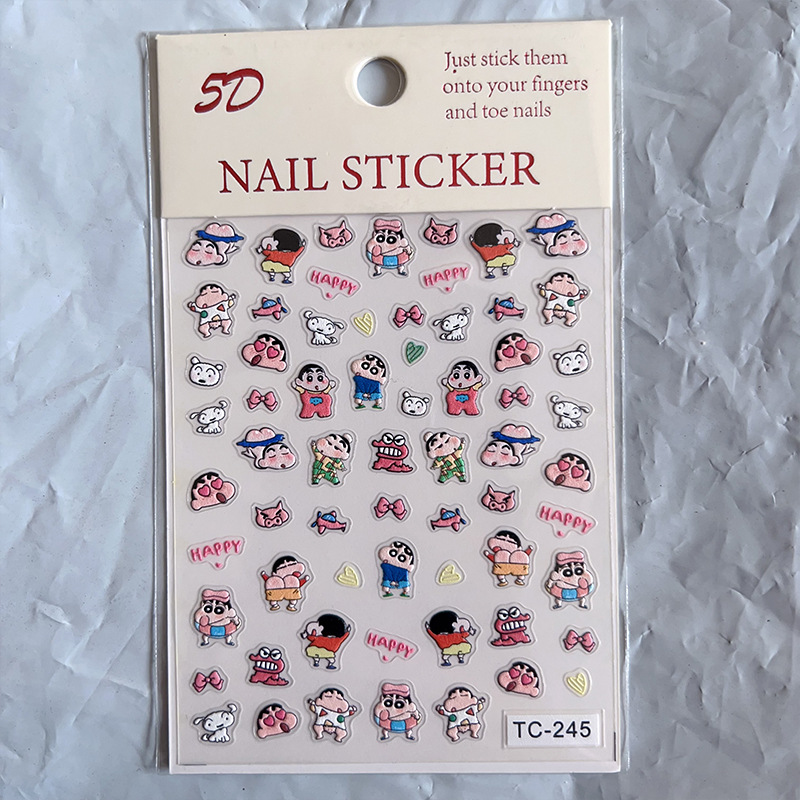 5D
Just stick them
onto your fingers
and toe nails
NAIL STICKER
HAPPY
HAPPY
HAPPY
HAPPY
HAPPY
TC-245